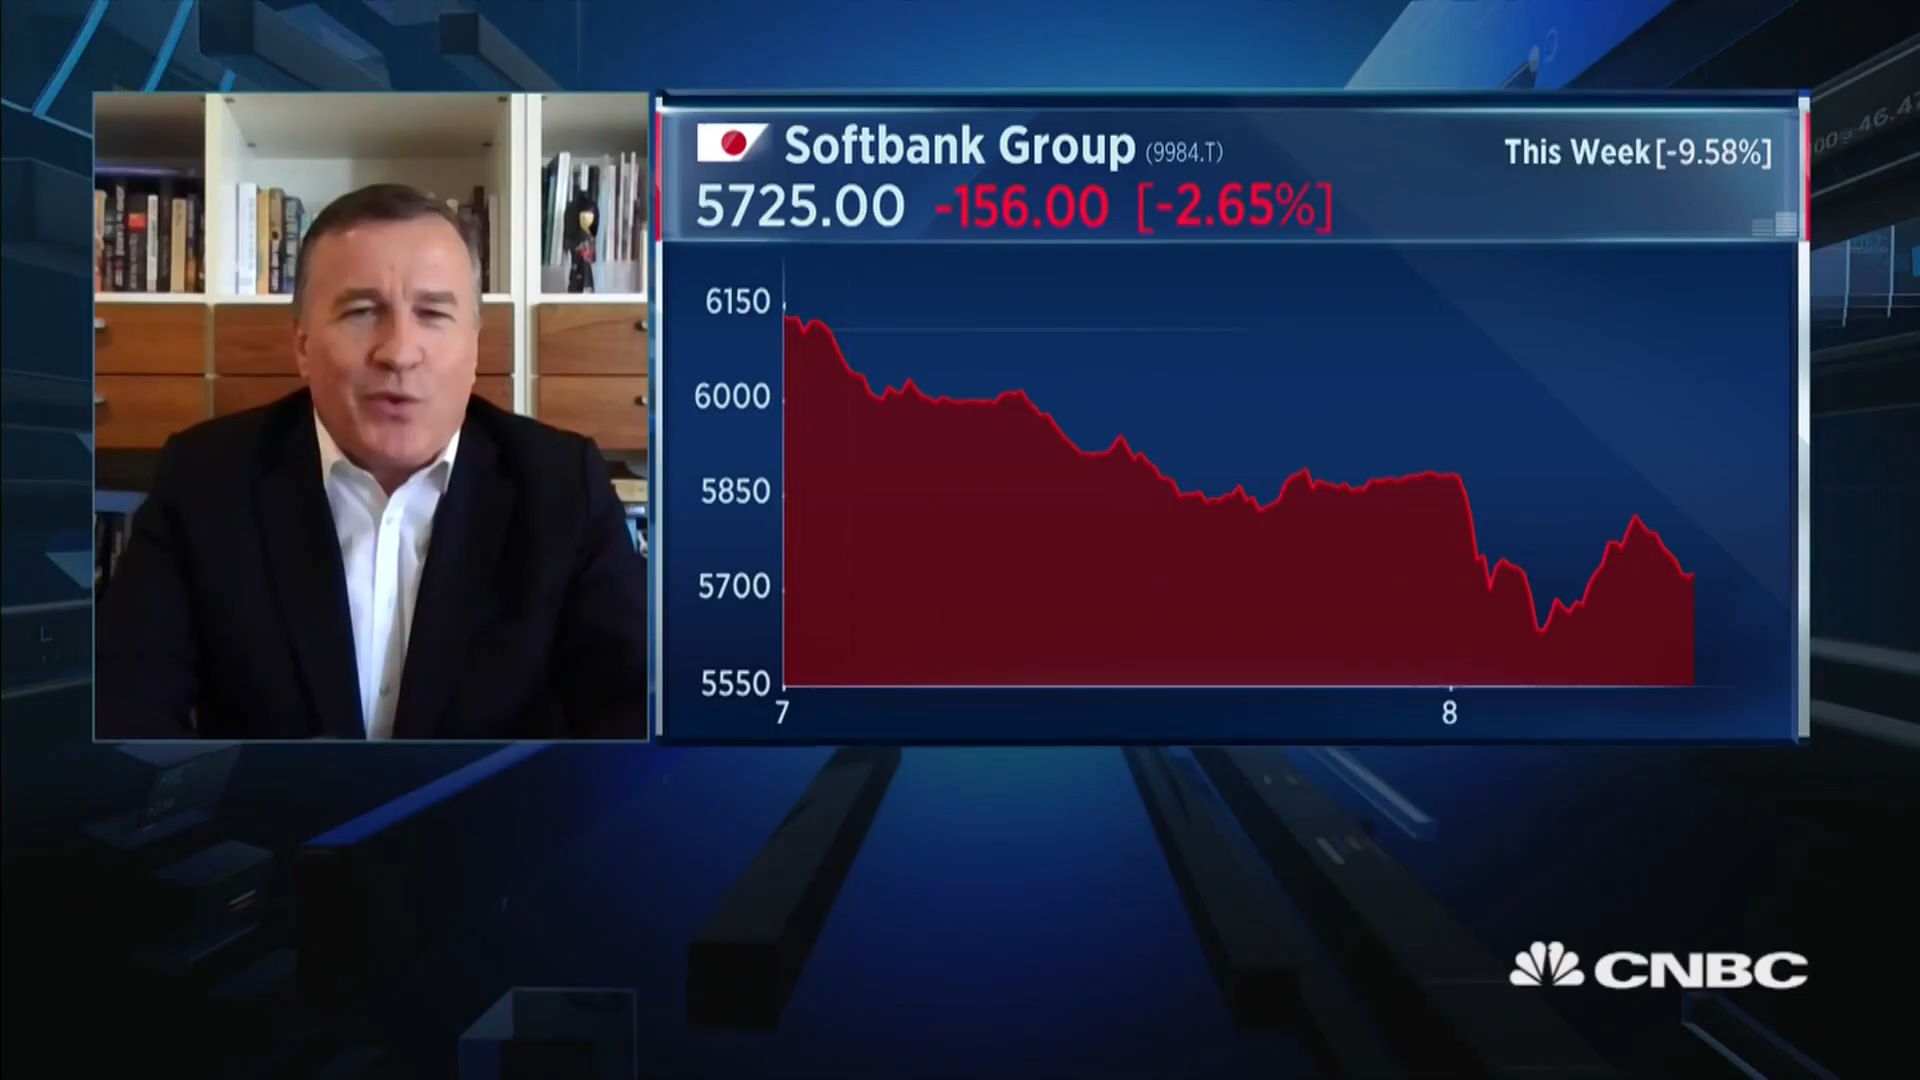 Softbank Group (9984.T)
This Week [-9.58%]
5725.00 -156.00 [-2.65%]
6150
6000
5850
5700
5550
7 8
CNBC